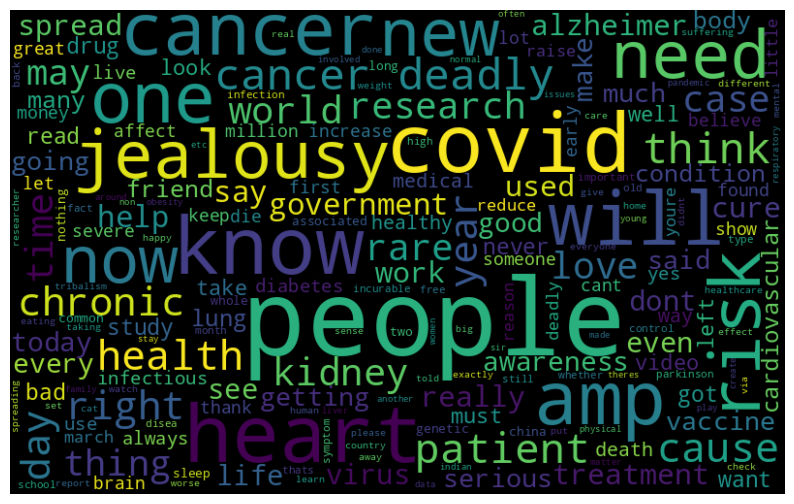 often
real
done
involved
long
normal
weight
issues
suffering
spread
cancer
new
alzheimer
body
little
great
drug
lot
raise
back
may
live
look
cancer
deadly
make
need
infection
pandemic
different
mental
many
one
world
research
much
case
money
etc
care
million
increase
high
early
well
believe
respiratory
read
affect
jealousy
covid
think
going
first
medical
condition
let
friend
say
used
important
found
researcher
nothing
fact
around
non
obesity
old
give
home
young
didnt
youre
cure
show
help
keep
die
government
associated
healthy
reduce
good
severe
happy
time
now
know
rare
year
never
someone
everyone
will
type
tribalism
work
love
said
cant
yes
take
diabetes
incurable
free
reason
deadly
dont
way
healthcare
risk
cardiovascular
chronic
people
eating
common
taking
whole
sense
two
women
big
sir
made
control
effect
left
study
lung
month
stay
today
health
told
still
exactly
whether
theres
parkinson
even
video
via
create
every
infectious
kidney
awareness
spreading
set
family
cat
watch
see
getting
really
must
got
play
bad
right
heart
amp
day
use
disea
thank
human
liver
another
please
genetic
china
put
physical
vaccine
march
always
symptom
country
away
indian
patient
death
cause
thing
life
virus
serious
treatment
want
matter
check
brain
sleep
school
report
worse
thats
learn
data